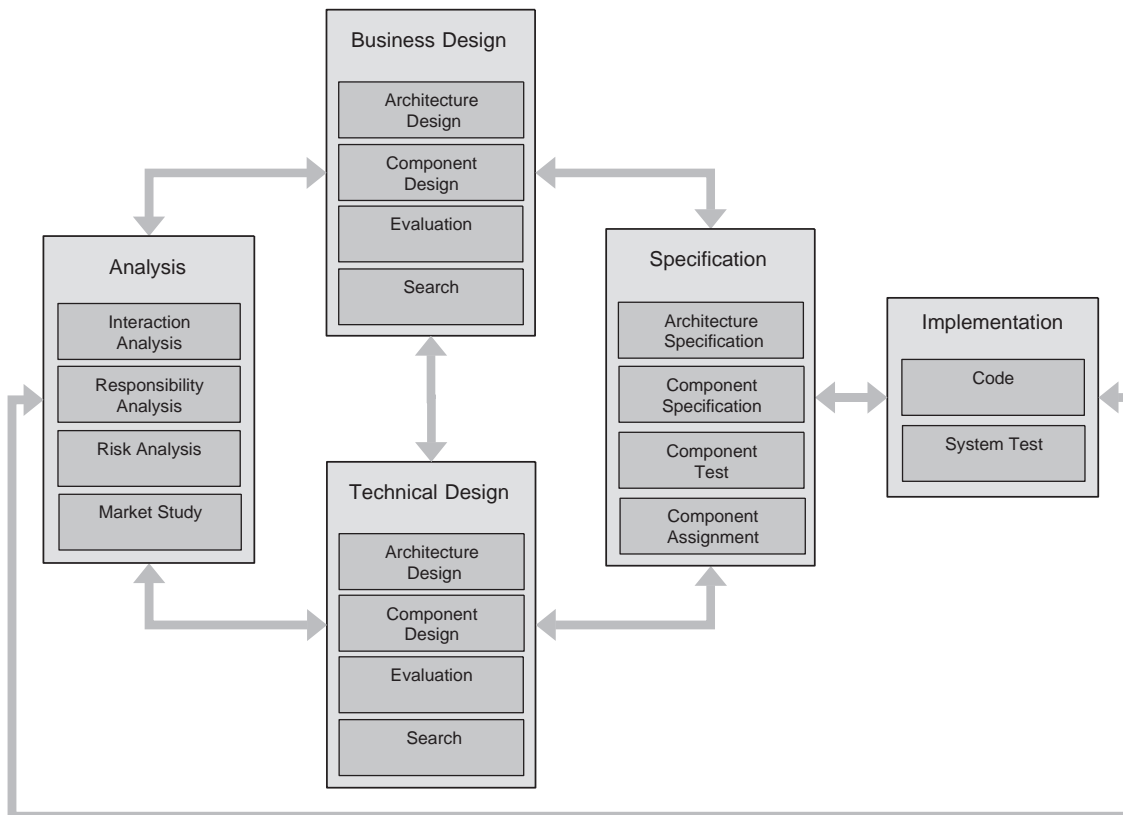 Business Design
Architecture
Design
Component
Design
Evaluation
Search
Analysis
Interaction
Analysis
Responsibility
Analysis
Risk Analysis
Market Study
Technical Design
Architecture
Design
Component
Design
Evaluation
Search
Specification
Architecture
Specification
Component
Specification
Component
Test
Component
Assignment
Implementation
Code
System Test